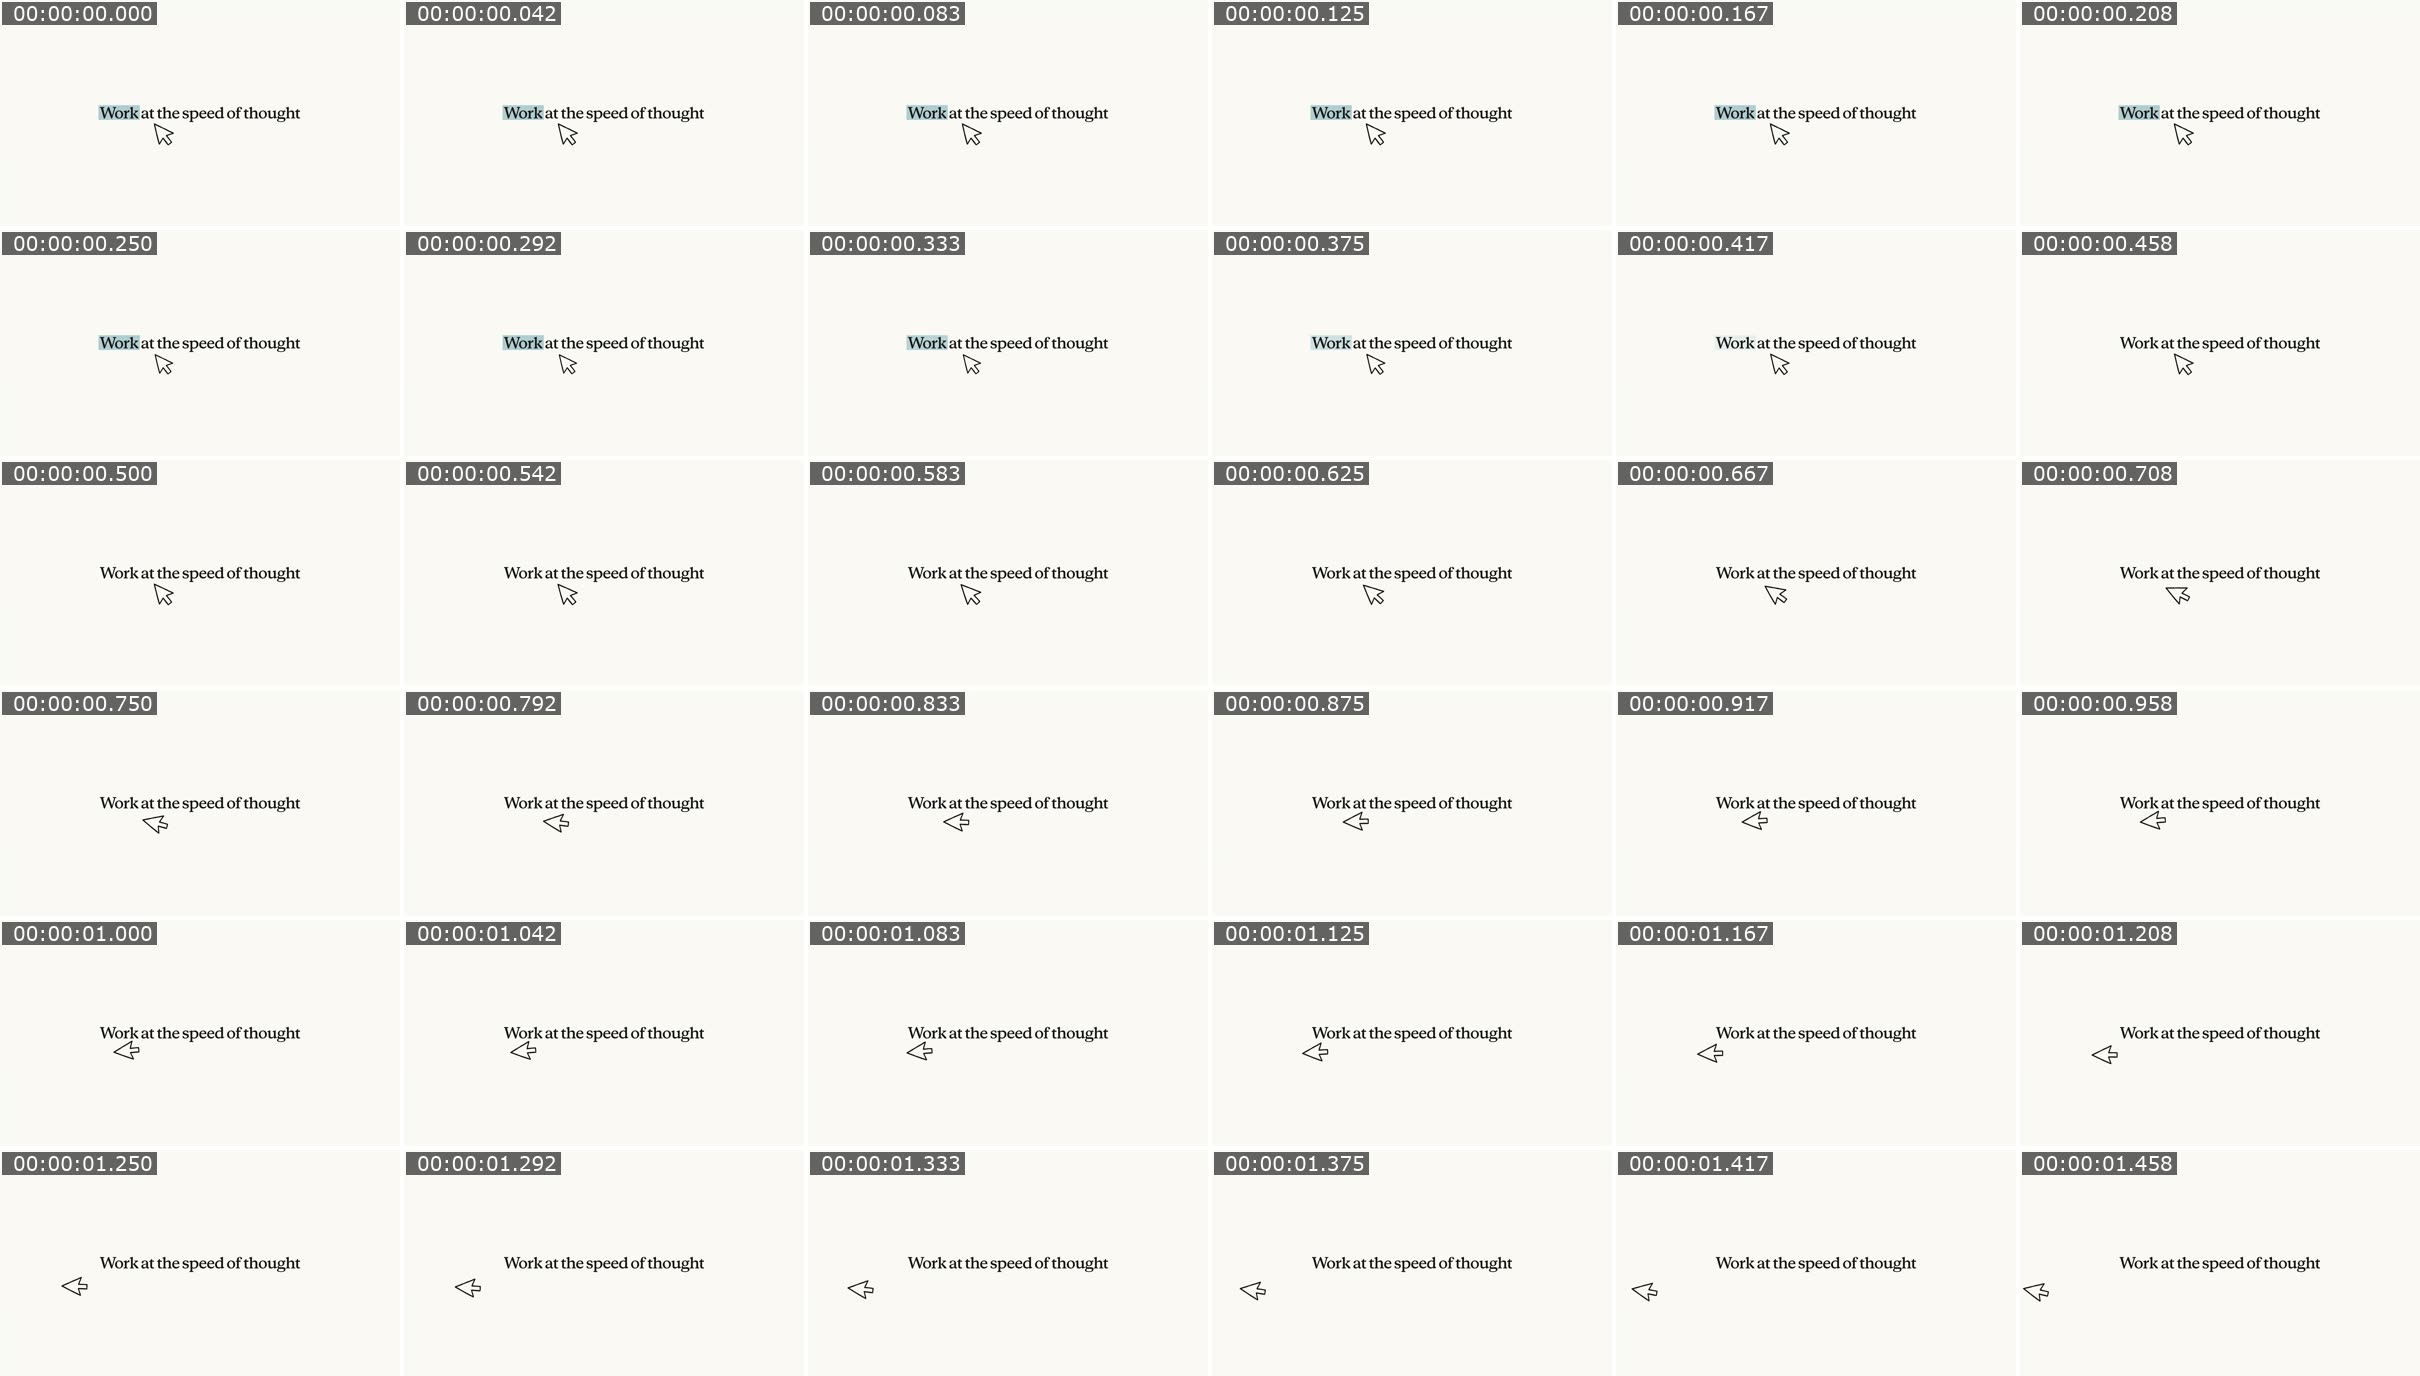 00:00:00.000 00:00:00.042 00:00:00.083 00:00:00.125 00:00:00.167 00:00:00.208
Work at the speed of thought Work at the speed of thought Work at the speed of thought Work at the speed of thought Work at the speed of thought Work at the speed of thought
00:00:00.250 00:00:00.292 00:00:00.333 00:00:00.375 00:00:00.417 00:00:00.458
Work at the speed of thought Work at the speed of thought Work at the speed of thought Work at the speed of thought Work at the speed of thought Work at the speed of thought
00:00:00.500 00:00:00.542 00:00:00.583 00:00:00.625 00:00:00.667 00:00:00.708
Work at the speed of thought Work at the speed of thought Work at the speed of thought Work at the speed of thought Work at the speed of thought Work at the speed of thought
00:00:00.750 00:00:00.792 00:00:00.833 00:00:00.875 00:00:00.917 00:00:00.958
Work at the speed of thought Work at the speed of thought Work at the speed of thought Work at the speed of thought Work at the speed of thought Work at the speed of thought
00:00:01.000 00:00:01.042 00:00:01.083 00:00:01.125 00:00:01.167 00:00:01.208
Work at the speed of thought Work at the speed of thought Work at the speed of thought Work at the speed of thought Work at the speed of thought Work at the speed of thought
00:00:01.250 00:00:01.292 00:00:01.333 00:00:01.375 00:00:01.417 00:00:01.458
Work at the speed of thought Work at the speed of thought Work at the speed of thought Work at the speed of thought Work at the speed of thought Work at the speed of thought